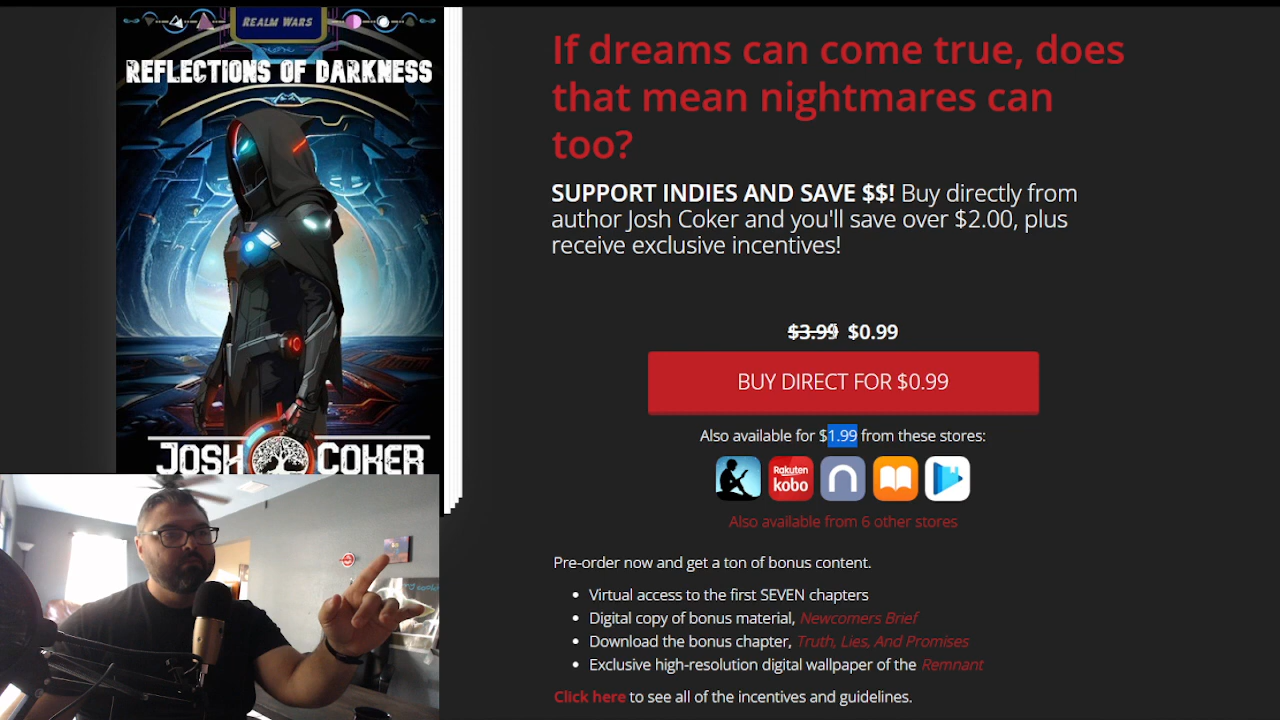 REALM WARS
REFLECTIONS OF DARKNESS
JOSH COKER
If dreams can come true, does
that mean nightmares can
too?
SUPPORT INDIES AND SAVE $$! Buy directly from
author Josh Coker and you'll save over $2.00, plus
receive exclusive incentives!
$3.99 $0.99
BUY DIRECT FOR $0.99
Also available for $1.99 from these stores:
Rakuten
kobo
Also available from 6 other stores
Pre-order now and get a ton of bonus content.
• Virtual access to the first SEVEN chapters
• Digital copy of bonus material, Newcomers Brief
• Download the bonus chapter, Truth, Lies, And Promises
• Exclusive high-resolution digital wallpaper of the Remnant
Click here to see all of the incentives and guidelines.